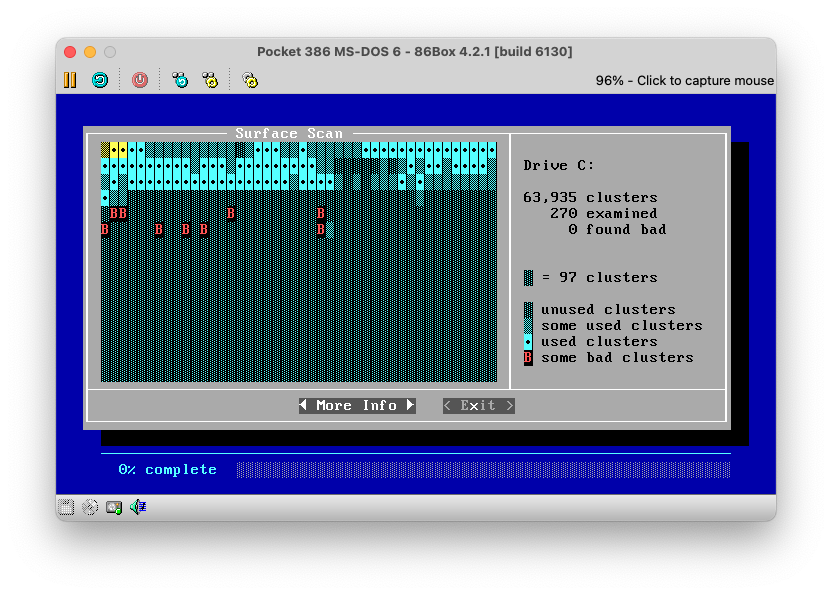 Pocket 386 MS-DOS 6 - 86Box 4.2.1 [build 6130]
96% - Click to capture mouse
Surface Scan
Drive C:
63,935 clusters
270 examined
0 found bad
BB B B
B B B B B
= 97 clusters
unused clusters
some used clusters
used clusters
B some bad clusters
◄ More Info ► < Exit >
0% complete